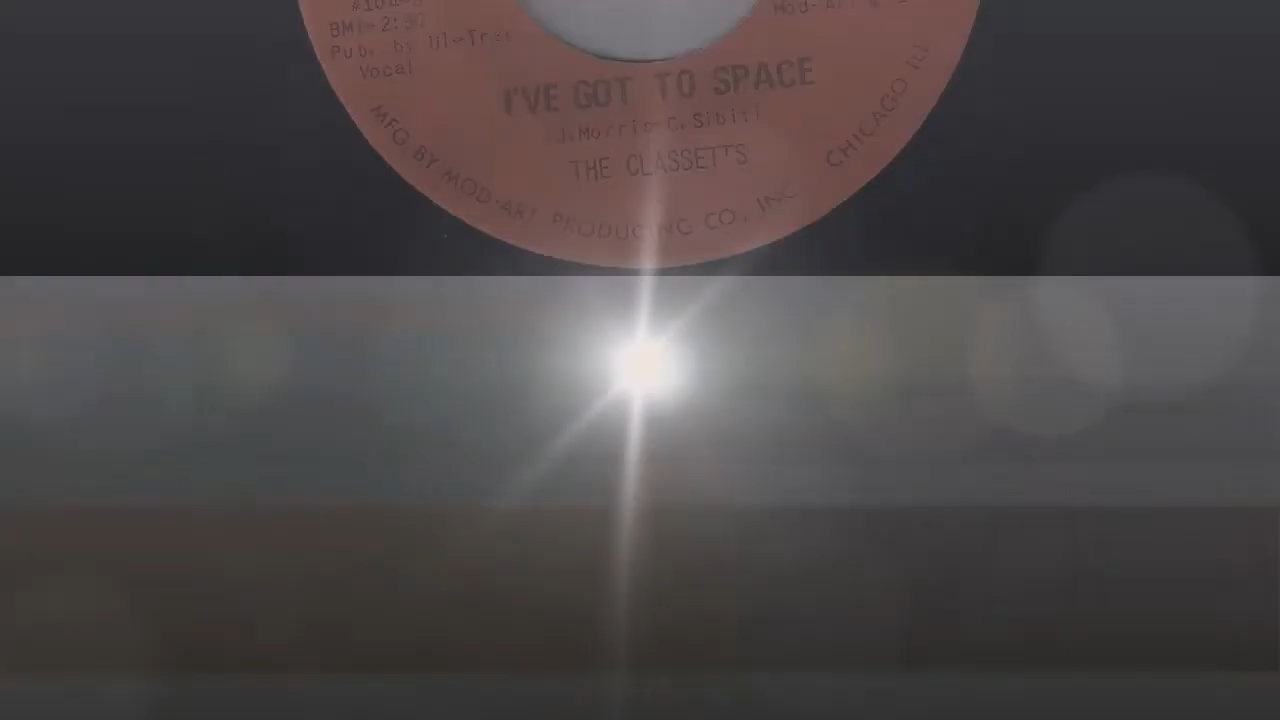 BMI-2:50
Pub. by
Vocal
I'VE GOT TO SPACE
J.Morris-C.
THE CLASSETTS
MFG. BY MOD-ART PRODUCING CO., INC. CHICAGO ILL